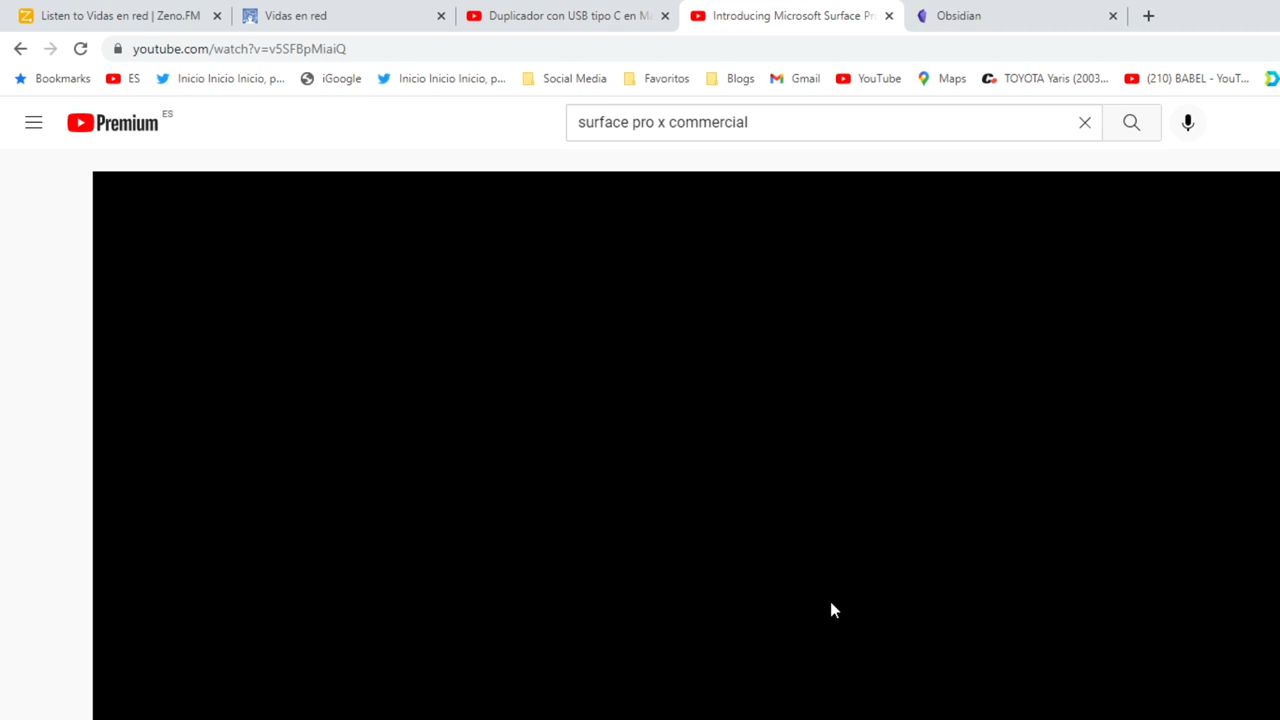 Listen to Vidas en red | Zeno.FM
Vidas en red
Duplicador con USB tipo C en Ma
Introducing Microsoft Surface Pro
Obsidian
youtube.com/watch?v=v5SFBpMiaiQ
Bookmarks
ES
Inicio Inicio Inicio, p...
iGoogle
Inicio Inicio Inicio, p...
Social Media
Favoritos
Blogs
Gmail
YouTube
Maps
TOYOTA Yaris (2003...
(210) BABEL - YouT...
Premium ES
surface pro x commercial